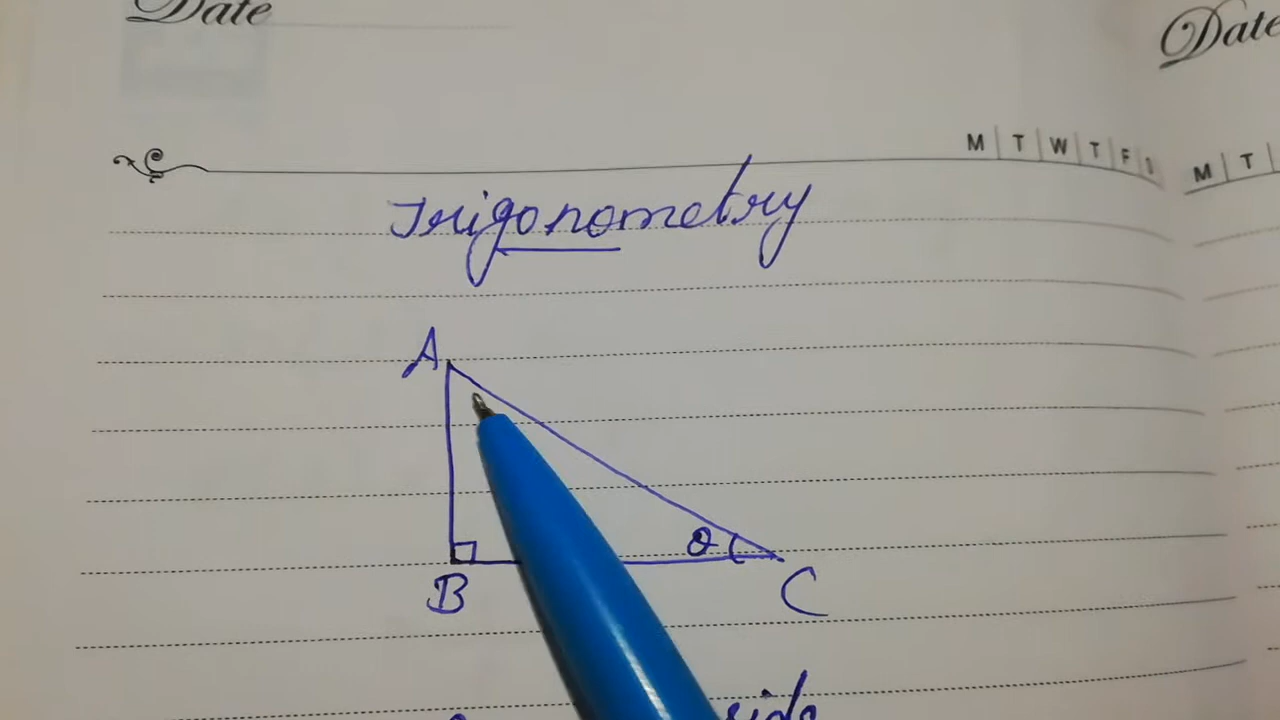 Date
Date
M T W T F S
M T
Trigonometry
A
θ
B
C
side